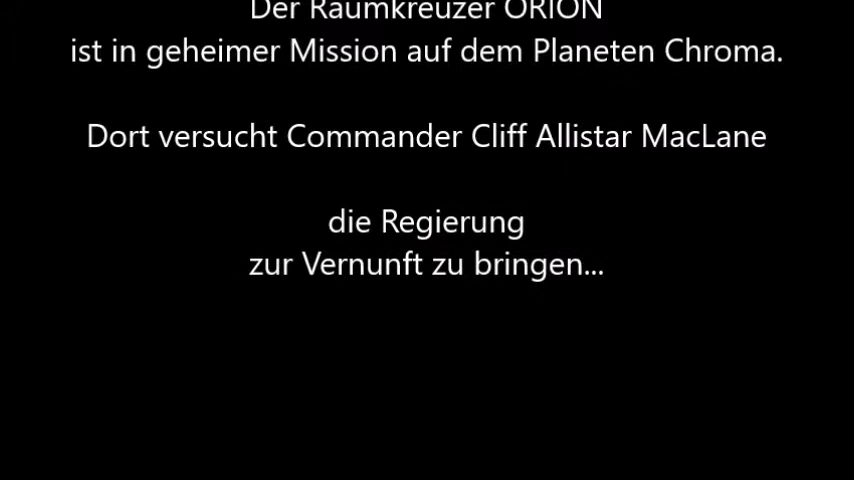 Der Raumkreuzer ORION
ist in geheimer Mission auf dem Planeten Chroma.
Dort versucht Commander Cliff Allistar MacLane
die Regierung
zur Vernunft zu bringen...